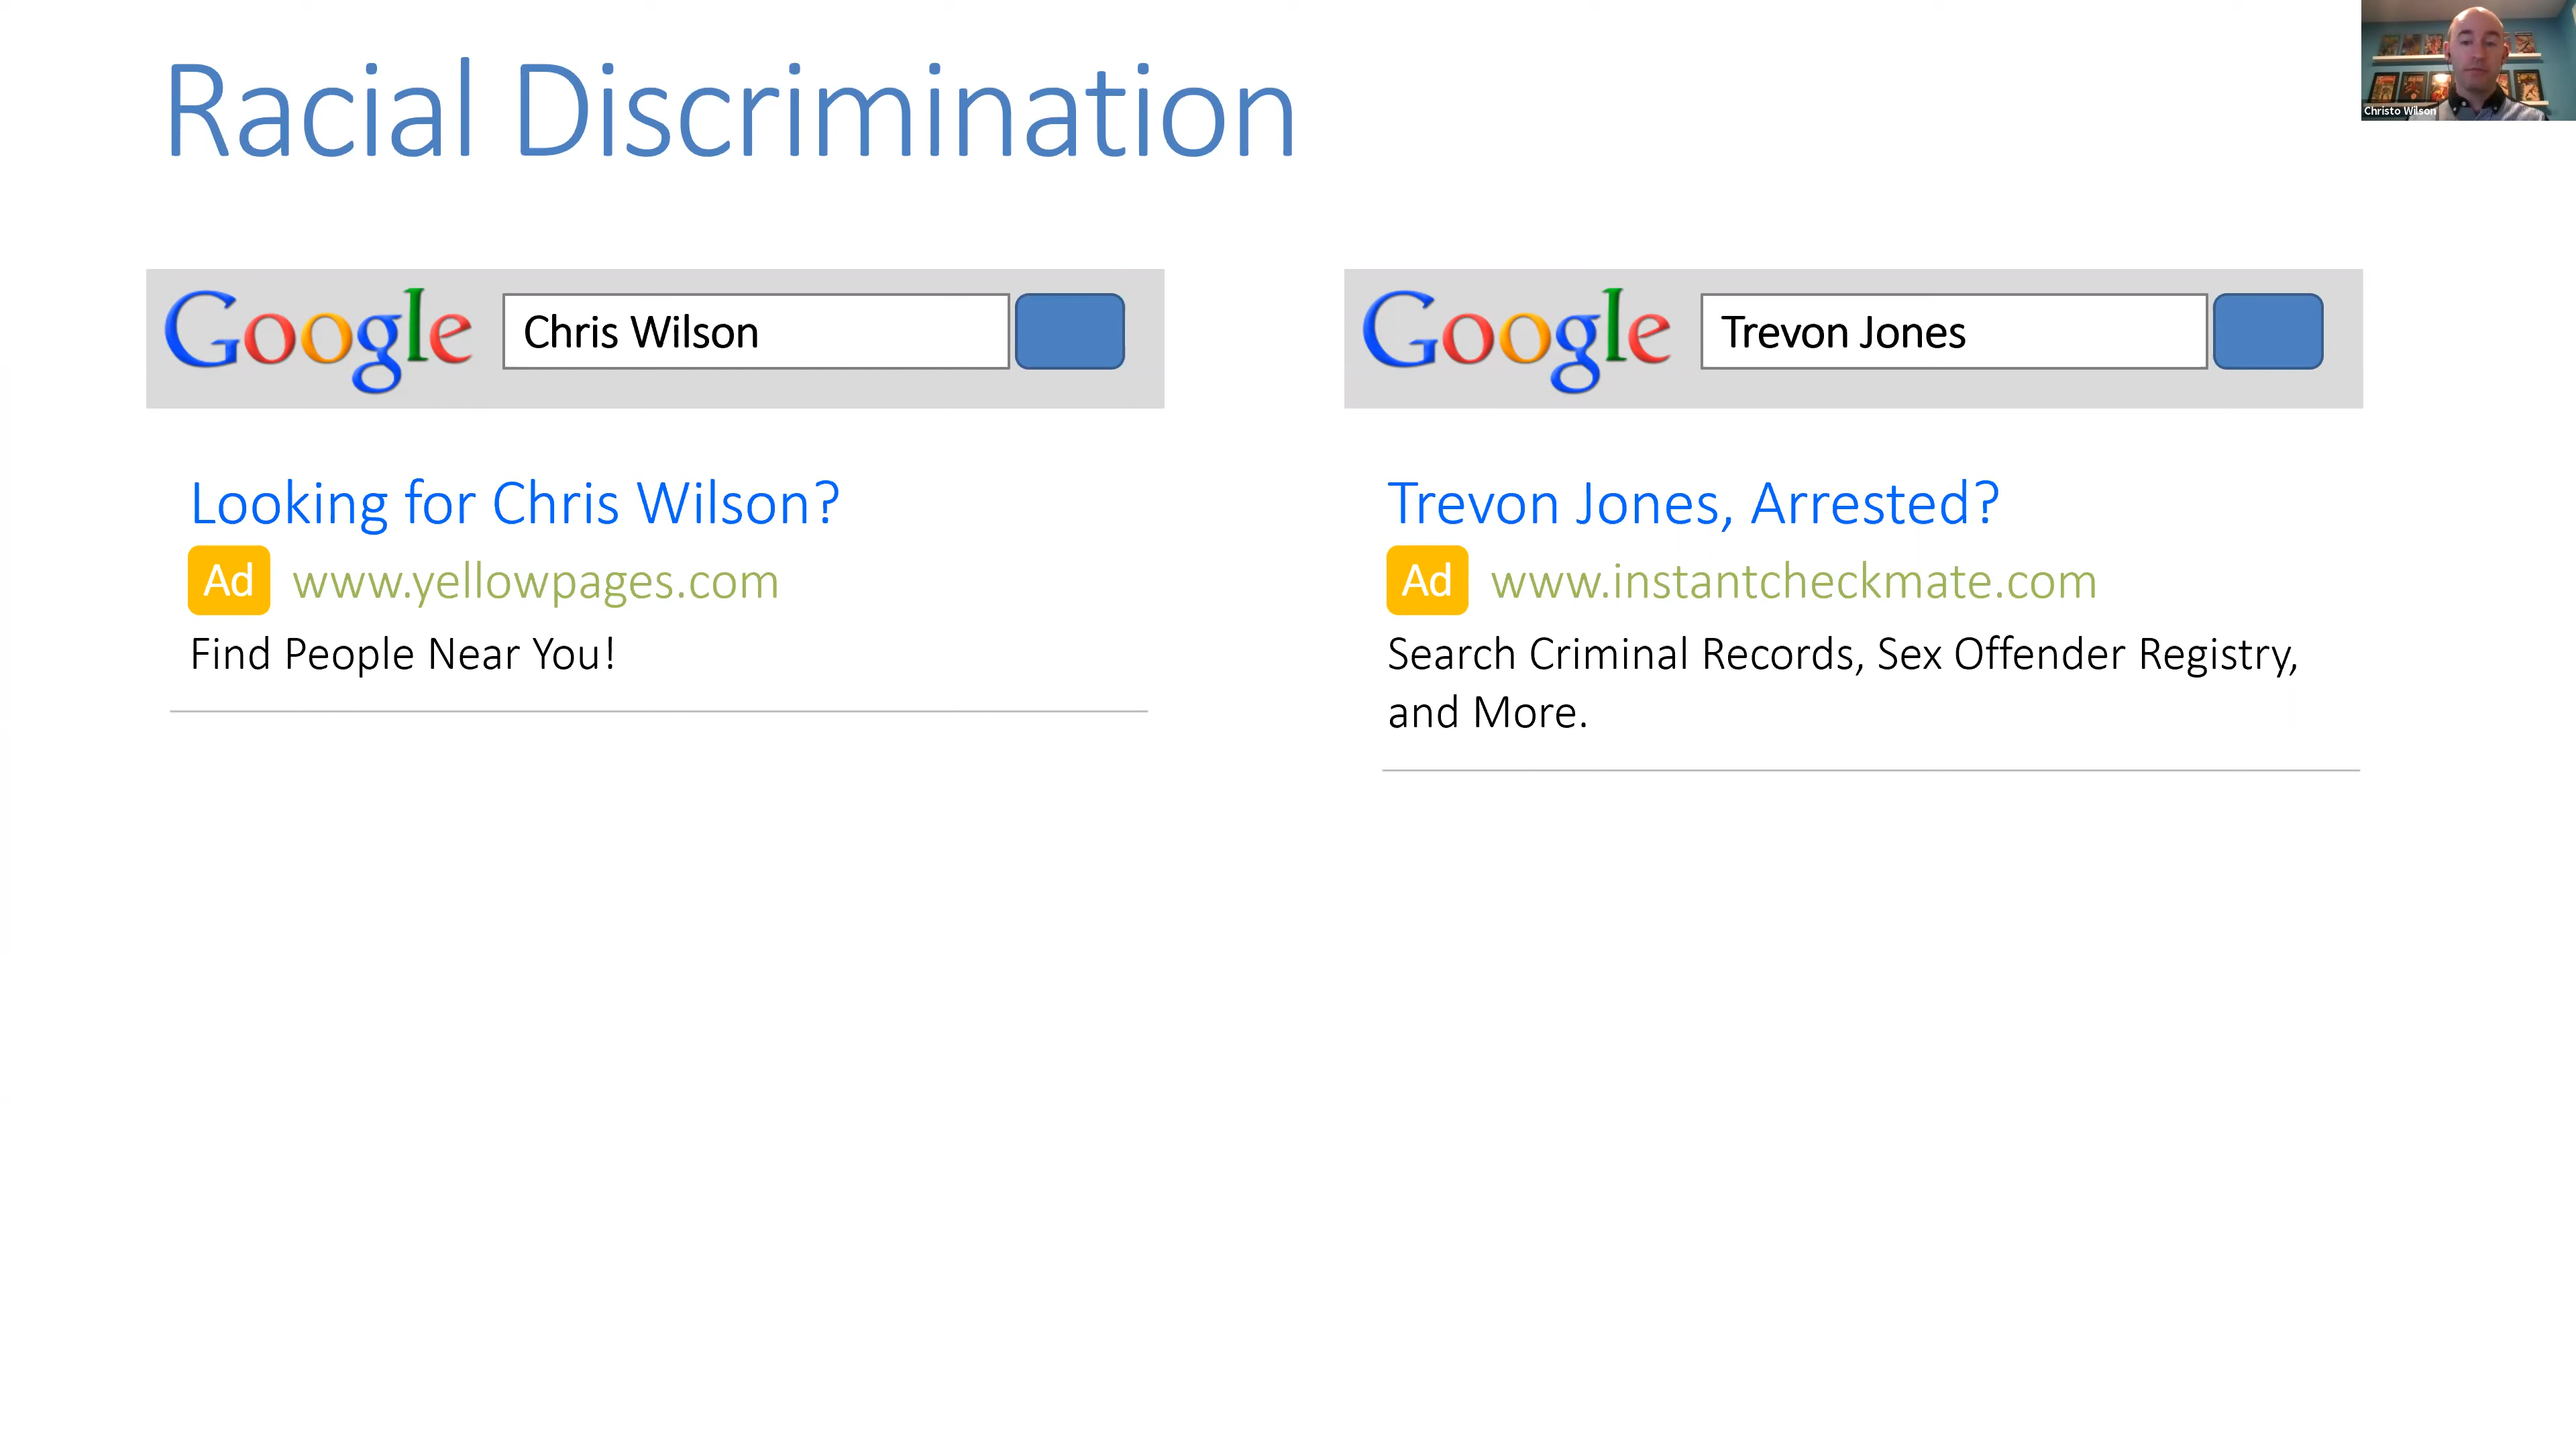 Racial Discrimination
Christo Wilson
Google
Chris Wilson
Looking for Chris Wilson?
Ad www.yellowpages.com
Find People Near You!
Google
Trevon Jones
Trevon Jones, Arrested?
Ad www.instantcheckmate.com
Search Criminal Records, Sex Offender Registry,
and More.